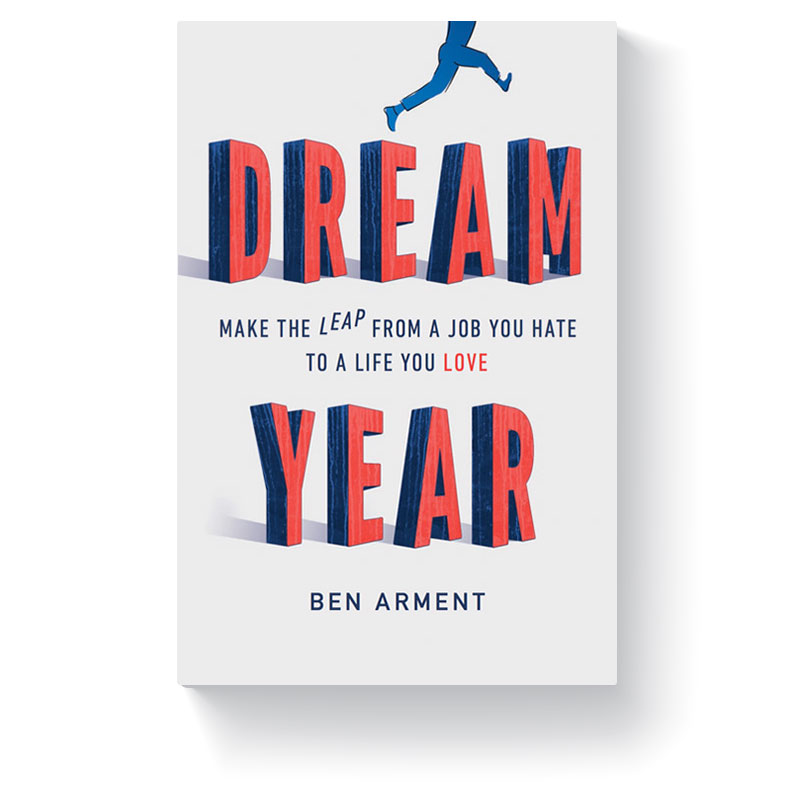 DREAM
MAKE THE LEAP FROM A JOB YOU HATE
TO A LIFE YOU LOVE
YEAR
BEN ARMENT